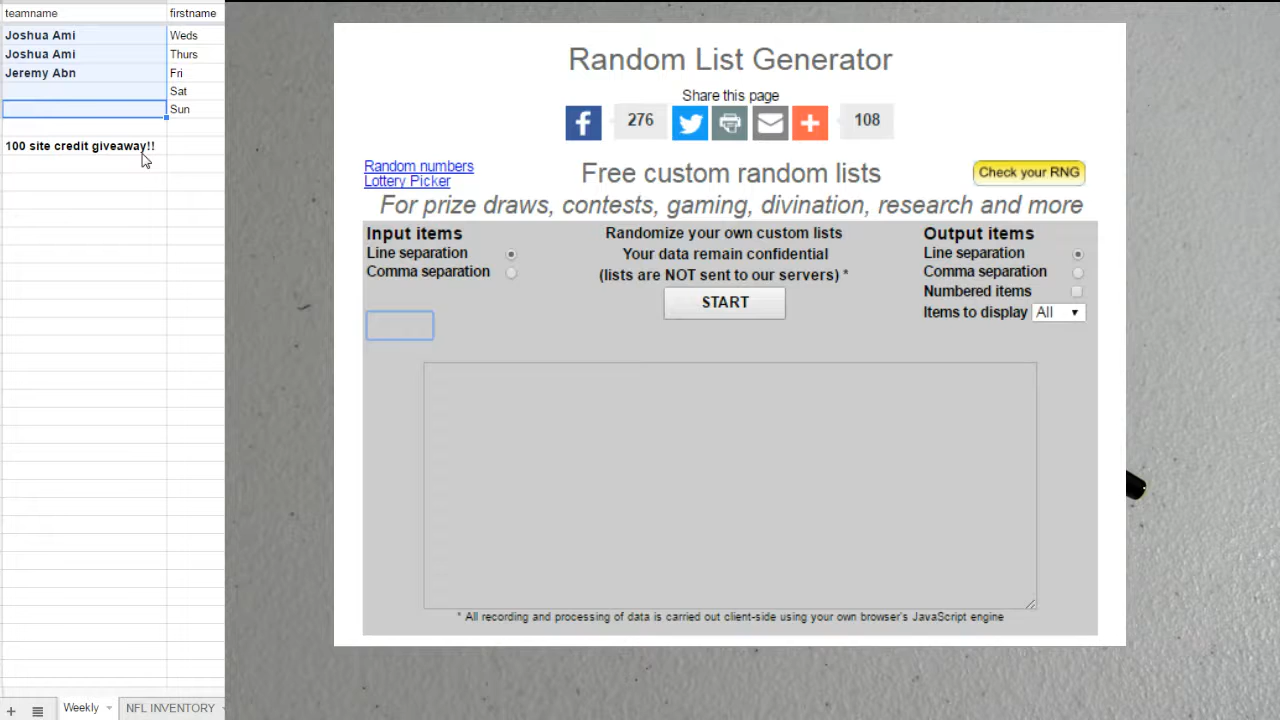 teamname firstname
Joshua Ami Weds
Joshua Ami Thurs
Jeremy Abn Fri
Sat
Sun
100 site credit giveaway!!
Weekly NFL INVENTORY
Random List Generator
Share this page
276 108
Random numbers
Lottery Picker
Free custom random lists
Check your RNG
For prize draws, contests, gaming, divination, research and more
Input items
Line separation
Comma separation
Randomize your own custom lists
Your data remain confidential
(lists are NOT sent to our servers) *
START
Output items
Line separation
Comma separation
Numbered items
Items to display All
* All recording and processing of data is carried out client-side using your own browser's JavaScript engine